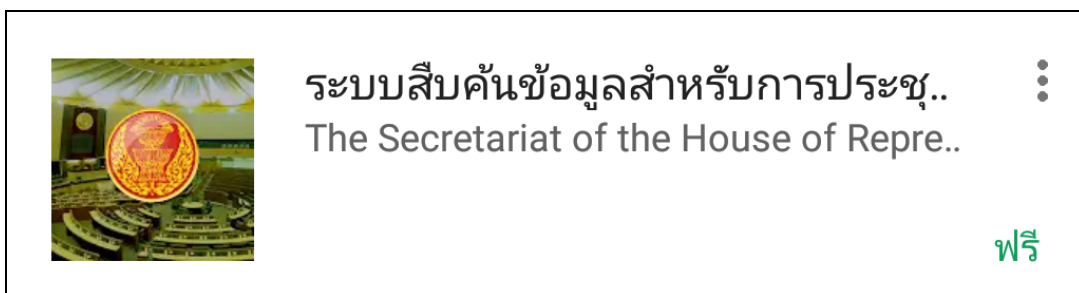 ระบบสืบค้นข้อมูลสำหรับการประชุ..
The Secretariat of the House of Repre..
ฟรี